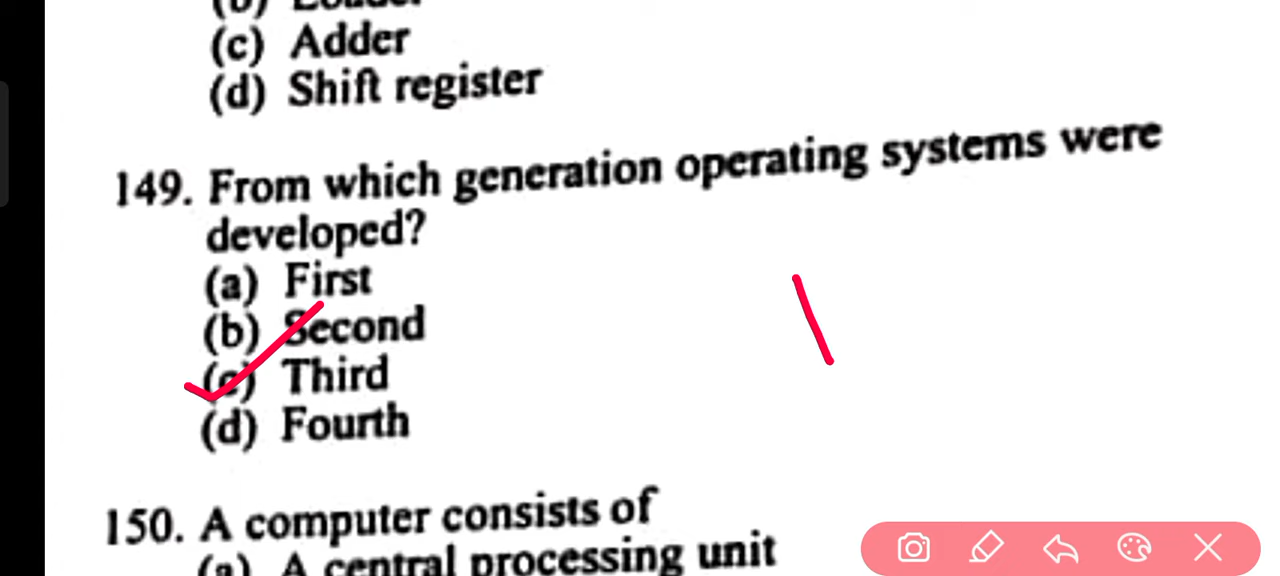 (c) Adder
(d) Shift register
149. From which generation operating systems were
developed?
(a) First
(b) Second
(c) Third
(d) Fourth
150. A computer consists of
(a) A central processing unit